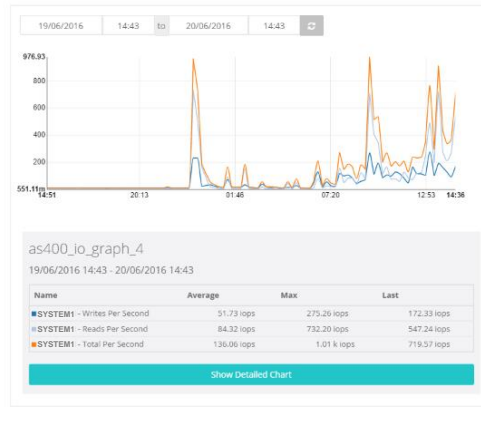 19/06/2016 14:43 to 20/06/2016 14:43
976.93
800
600
400
200
551.11m
14:51 20:13 01:46 07:20 12:53 14:36
as400_io_graph_4
19/06/2016 14:43 - 20/06/2016 14:43
Name Average Max Last
SYSTEM1 - Writes Per Second 51.73 iops 275.26 iops 172.33 iops
SYSTEM1 - Reads Per Second 84.32 iops 732.20 iops 547.24 iops
SYSTEM1 - Total Per Second 136.06 iops 1.01 k iops 719.57 iops
Show Detailed Chart